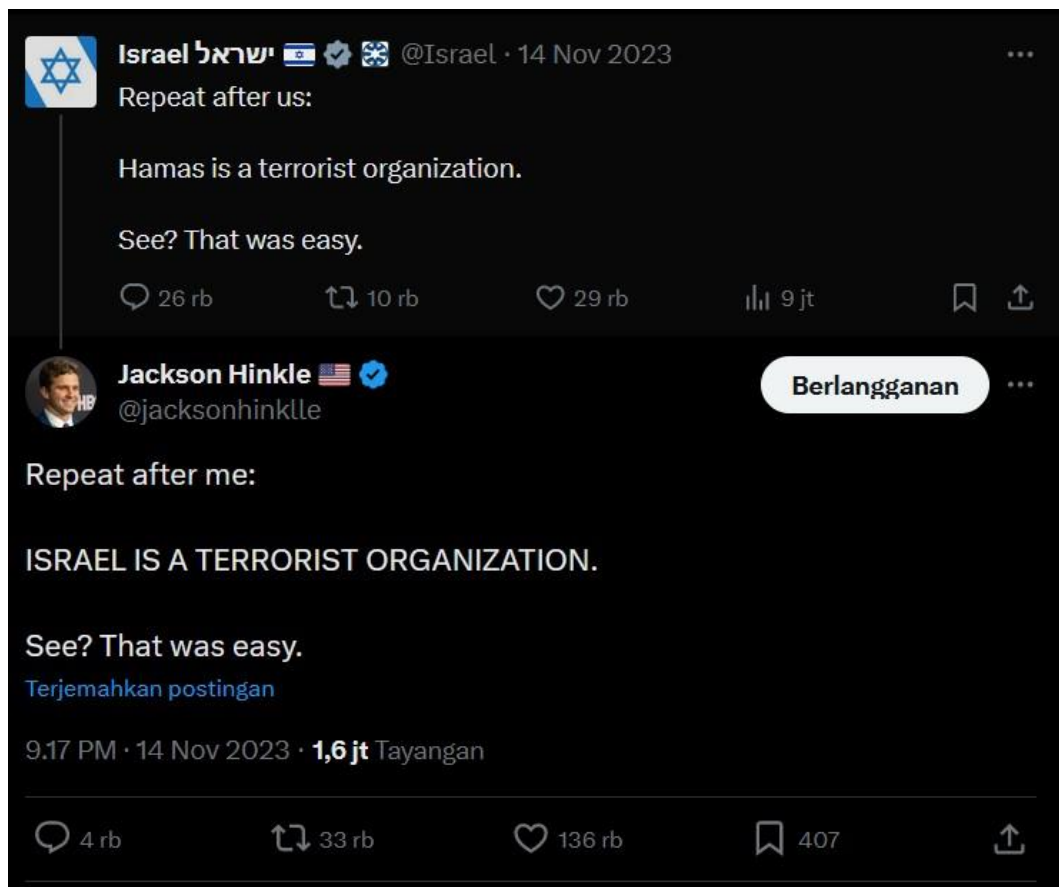 Israel ישראל @Israel · 14 Nov 2023
Repeat after us:
Hamas is a terrorist organization.
See? That was easy.
26 rb 10 rb 29 rb 9 jt
Jackson Hinkle
@jacksonhinklle
Berlangganan
Repeat after me:
ISRAEL IS A TERRORIST ORGANIZATION.
See? That was easy.
Terjemahkan postingan
9.17 PM · 14 Nov 2023 · 1,6 jt Tayangan
4 rb 33 rb 136 rb 407